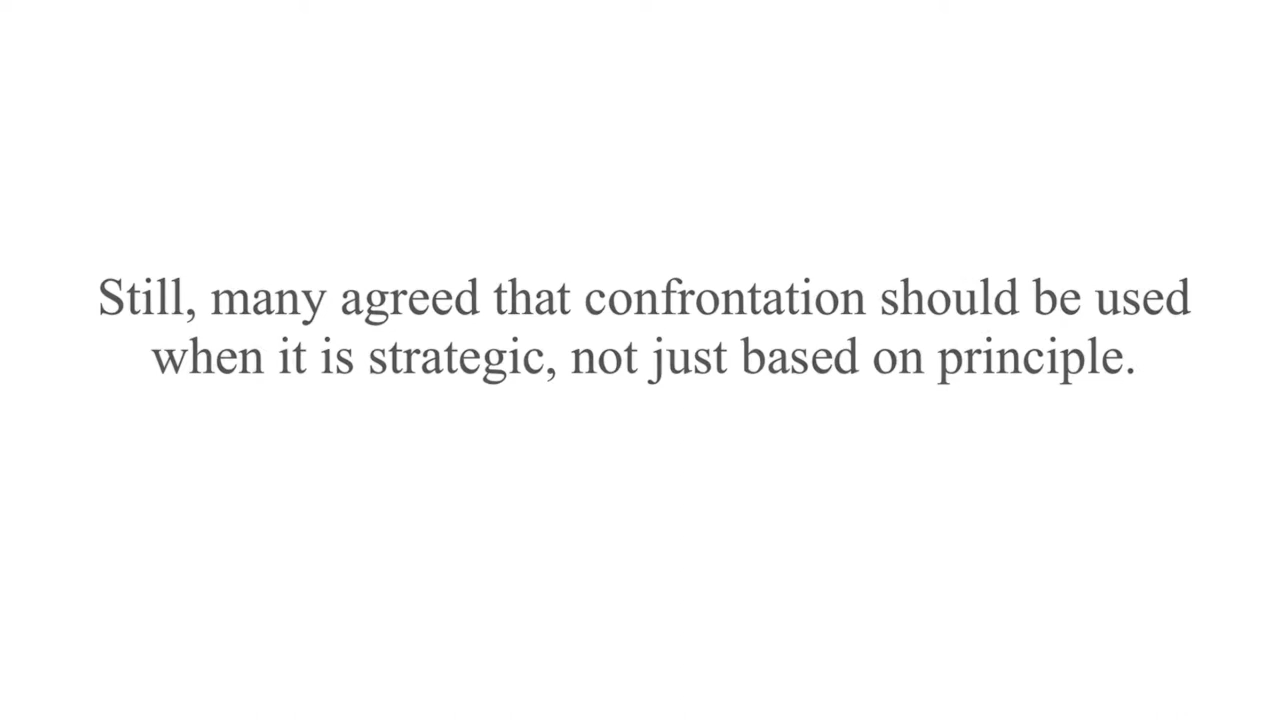 Still, many agreed that confrontation should be used
when it is strategic, not just based on principle.